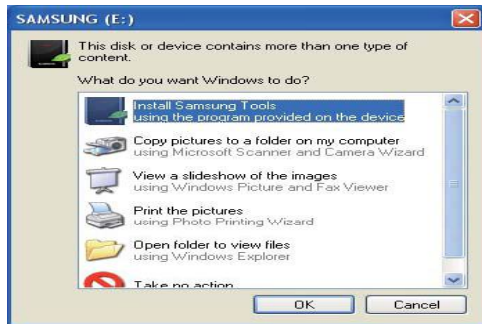 SAMSUNG (E:)
This disk or device contains more than one type of
content.
What do you want Windows to do?
Install Samsung Tools
using the program provided on the device
Copy pictures to a folder on my computer
using Microsoft Scanner and Camera Wizard
View a slideshow of the images
using Windows Picture and Fax Viewer
Print the pictures
using Photo Printing Wizard
Open folder to view files
using Windows Explorer
Take no action
OK
Cancel